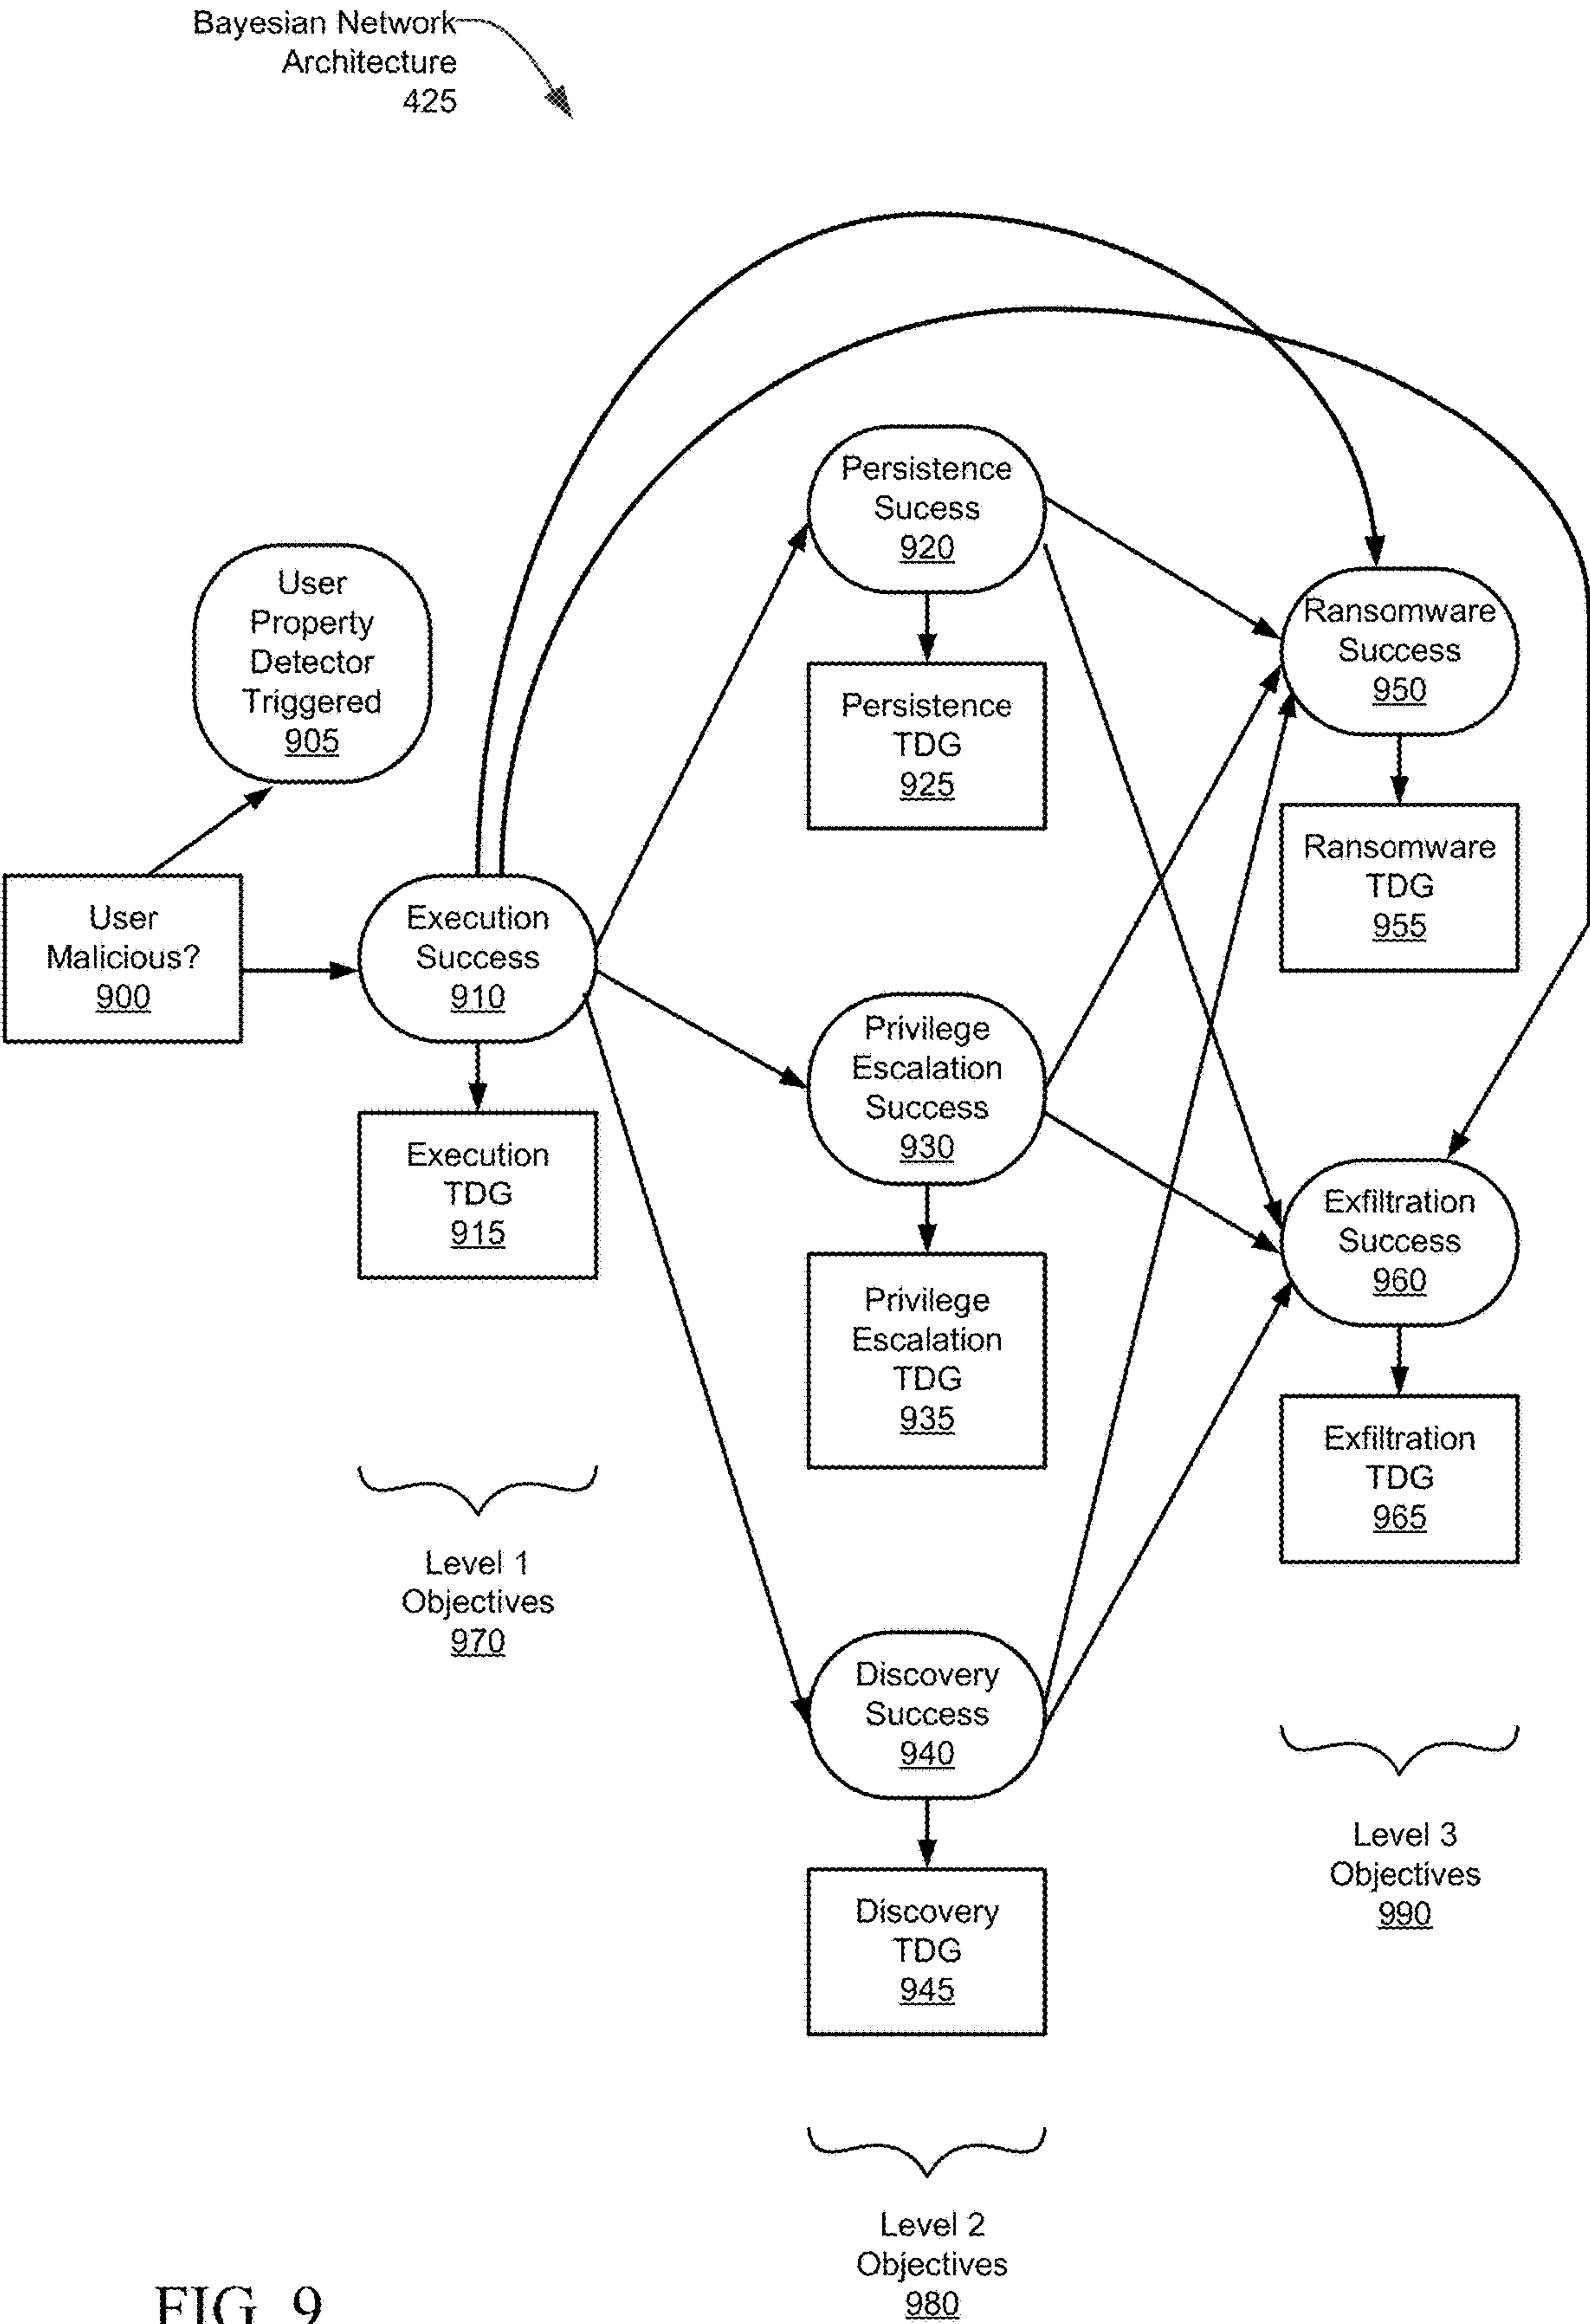 Bayesian Network
Architecture
425
Persistence
Sucess
920
User
Property
Detector
Triggered
905
Ransomware
Success
950
Persistence
TDG
925
Ransomware
TDG
955
User
Malicious?
900
Execution
Success
910
Privilege
Escalation
Success
930
Execution
TDG
915
Exfiltration
Success
960
Privilege
Escalation
TDG
935
Exfiltration
TDG
965
Level 1
Objectives
970
Discovery
Success
940
Level 3
Objectives
990
Discovery
TDG
945
Level 2
Objectives
980
FIG. 9